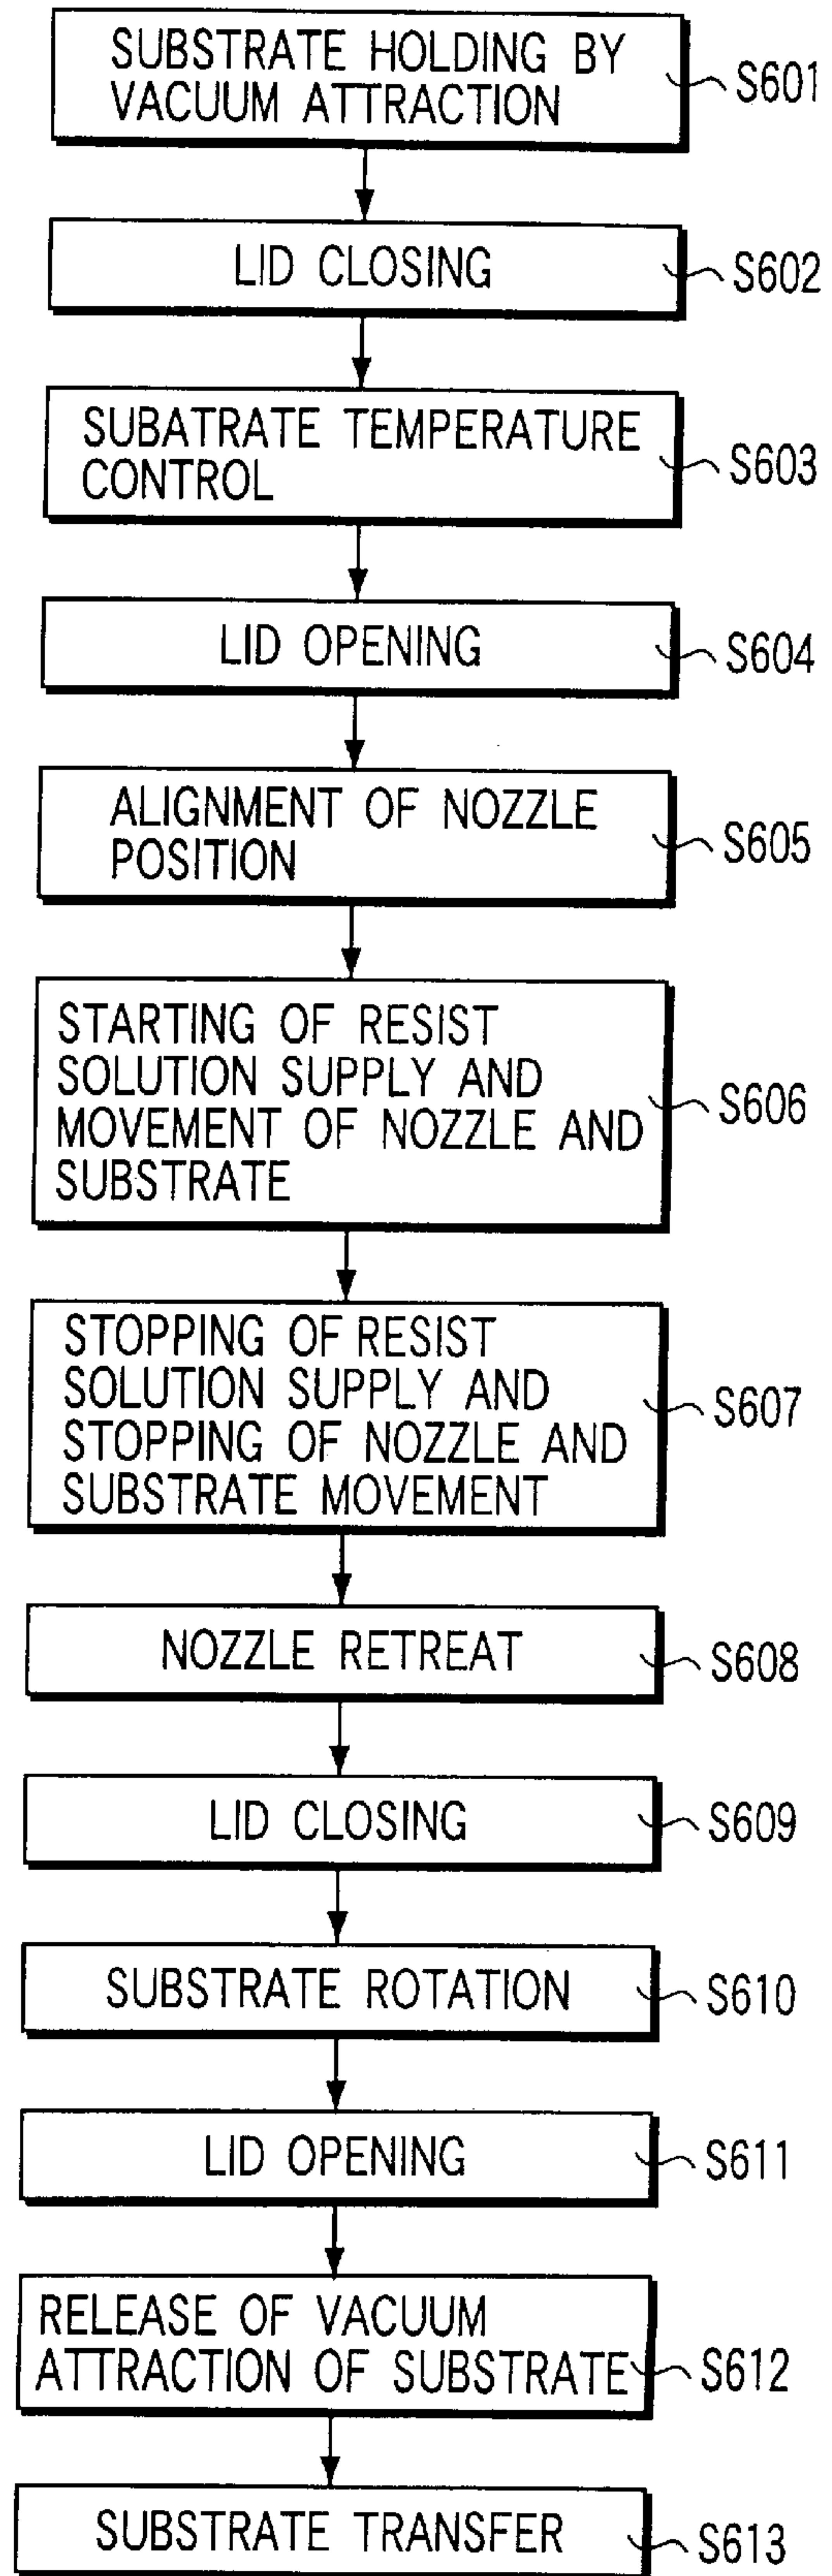 SUBSTRATE HOLDING BY
VACUUM ATTRACTION
S601
LID CLOSING
S602
SUBATRATE TEMPERATURE
CONTROL
S603
LID OPENING
S604
ALIGNMENT OF NOZZLE
POSITION
S605
STARTING OF RESIST
SOLUTION SUPPLY AND
MOVEMENT OF NOZZLE AND
SUBSTRATE
S606
STOPPING OF RESIST
SOLUTION SUPPLY AND
STOPPING OF NOZZLE AND
SUBSTRATE MOVEMENT
S607
NOZZLE RETREAT
S608
LID CLOSING
S609
SUBSTRATE ROTATION
S610
LID OPENING
S611
RELEASE OF VACUUM
ATTRACTION OF SUBSTRATE
S612
SUBSTRATE TRANSFER
S613